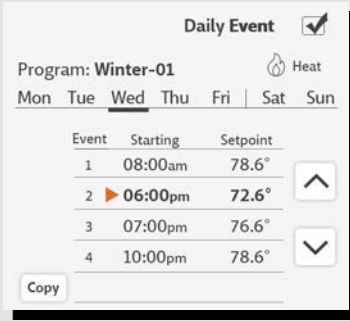 Daily Event
Program: Winter-01 Heat
Mon Tue Wed Thu Fri Sat Sun
Event Starting Setpoint
1 08:00am 78.6°
2 06:00pm 72.6°
3 07:00pm 76.6°
4 10:00pm 78.6°
Copy